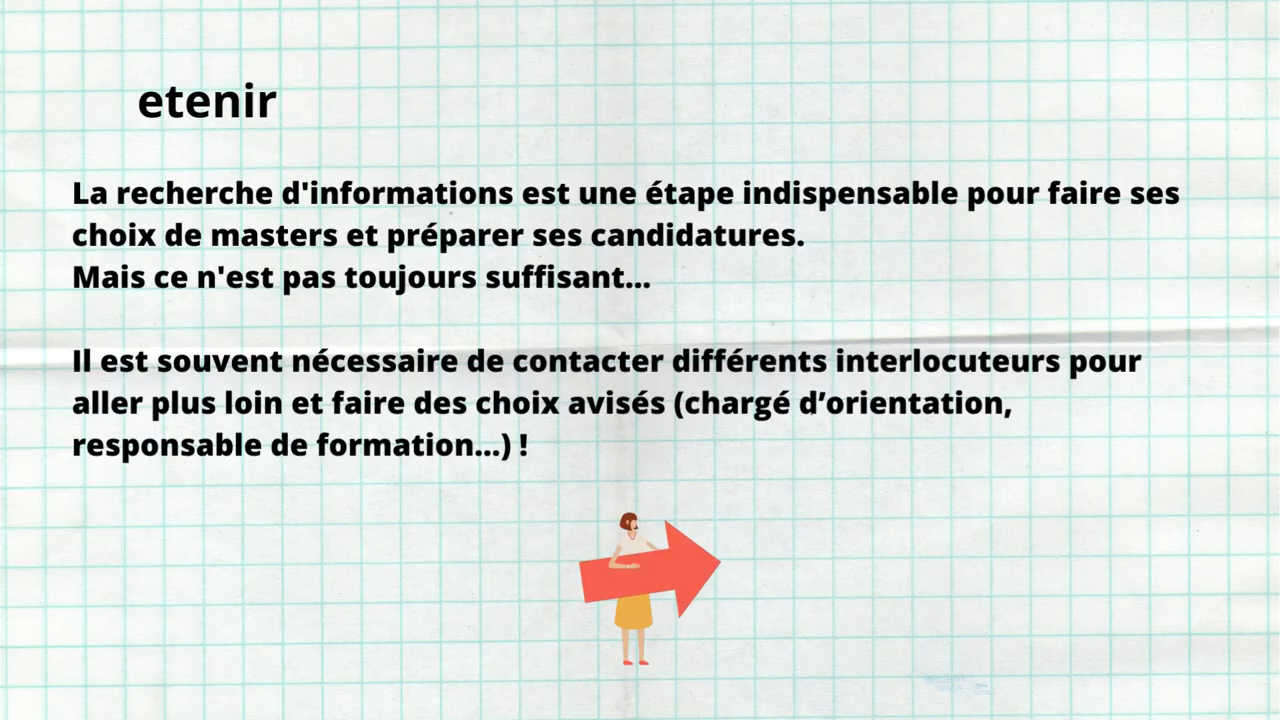 etenir
La recherche d'informations est une étape indispensable pour faire ses
choix de masters et préparer ses candidatures.
Mais ce n'est pas toujours suffisant...
Il est souvent nécessaire de contacter différents interlocuteurs pour
aller plus loin et faire des choix avisés (chargé d’orientation,
responsable de formation...) !